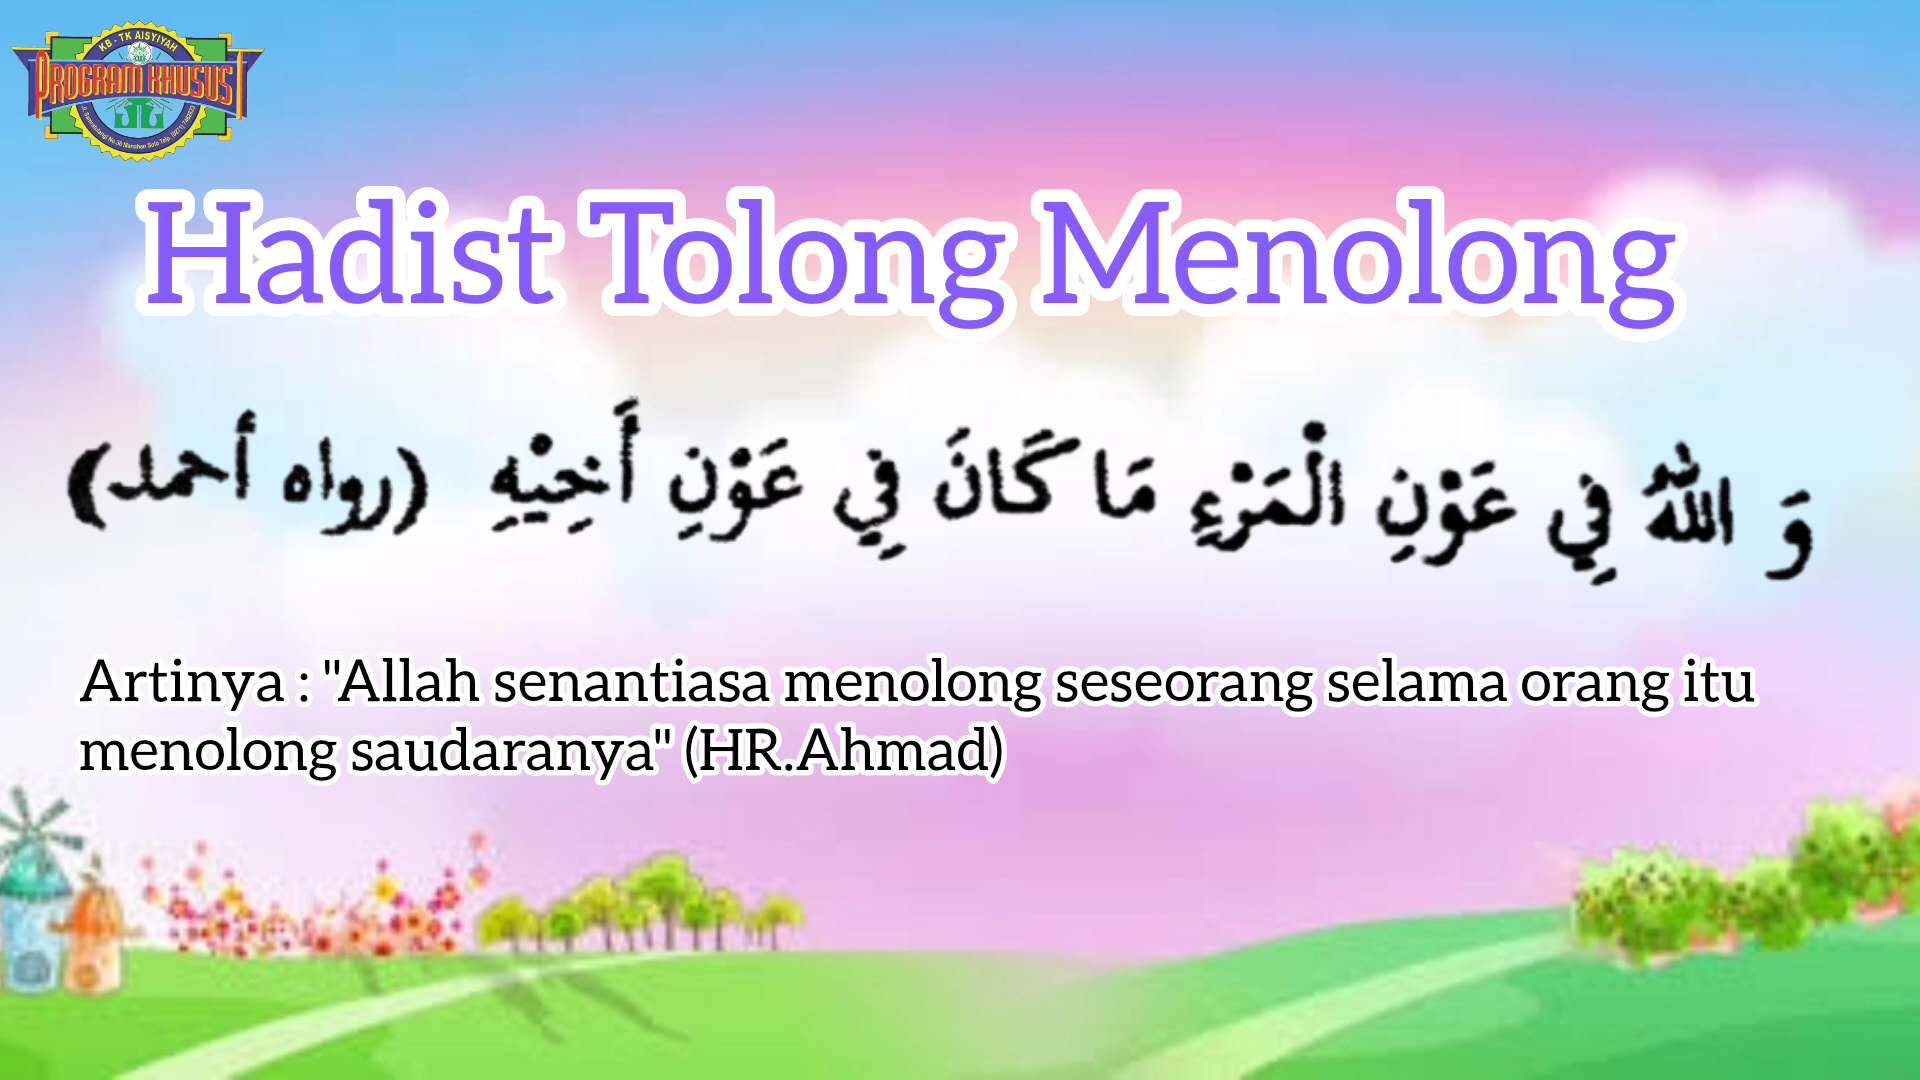 KB - TK AISYIYAH
PROGRAM KHUSUS
Hadist Tolong Menolong
وَ اللهُ فِي عَوْنِ الْمَرْءِ مَا كَانَ فِي عَوْنِ أَخِيْهِ (رواه أحمد)
Artinya : "Allah senantiasa menolong seseorang selama orang itu
menolong saudaranya" (HR.Ahmad)